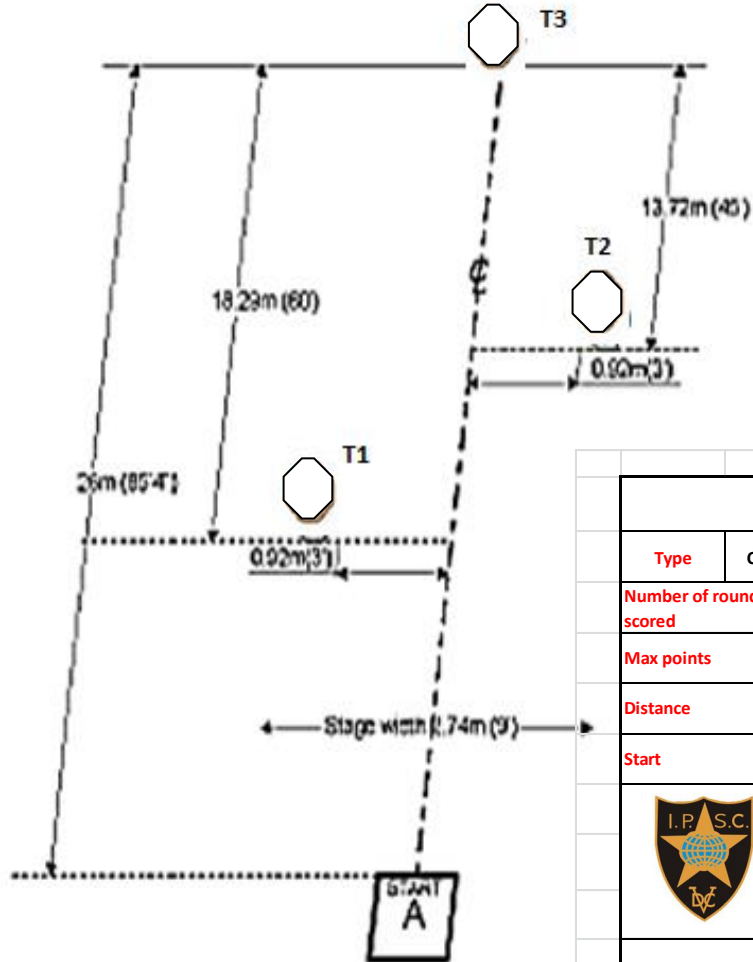 T3
13.72m (45)
T2
18.29m (60)
0.92m(3)
T1
26m (85'4")
0.92m(3)
Type
Number of round
scored
Stage width 2.74m (9')
Max points
Distance
Start
I.P.S.C.
DVC
START
A